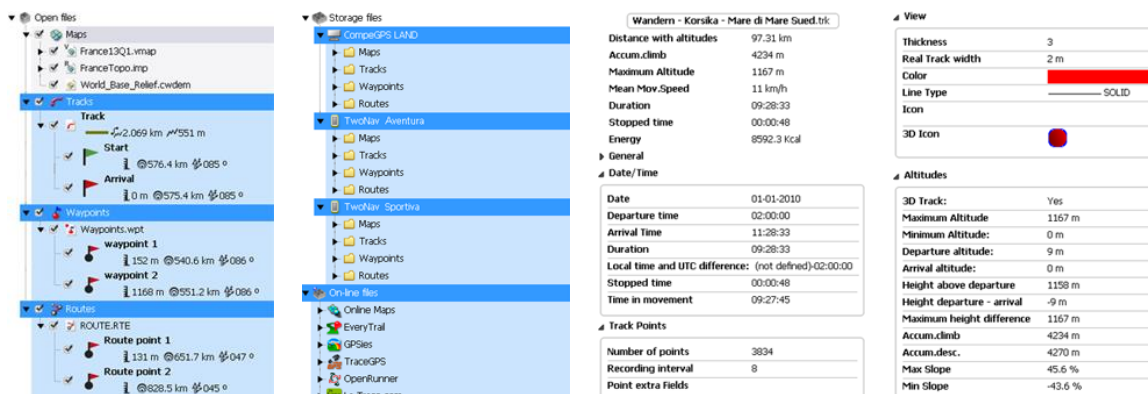 Open files
Maps
France13Q1.vmap
FranceTopo.imp
World_Base_Relief.cwdem
Tracks
Track
2.069 km 551 m
Start
576.4 km 085 º
Arrival
0 m 575.4 km 085 º
Waypoints
Waypoints.wpt
waypoint 1
152 m 540.6 km 086 º
waypoint 2
1168 m 551.2 km 086 º
Routes
ROUTE.RTE
Route point 1
131 m 651.7 km 047 º
Route point 2
828.5 km 045 º
Storage files
CompeGPS LAND
Maps
Tracks
Waypoints
Routes
TwoNav Aventura
Maps
Tracks
Waypoints
Routes
TwoNav Sportiva
Maps
Tracks
Waypoints
Routes
On-line files
Online Maps
EveryTrail
GPSies
TraceGPS
OpenRunner
Wandern - Korsika - Mare di Mare Sued.trk
Distance with altitudes 97.31 km
Accum.climb 4234 m
Maximum Altitude 1167 m
Mean Mov.Speed 11 km/h
Duration 09:28:33
Stopped time 00:00:48
Energy 8592.3 Kcal
General
Date/Time
Date 01-01-2010
Departure time 02:00:00
Arrival Time 11:28:33
Duration 09:28:33
Local time and UTC difference: (not defined)-02:00:00
Stopped time 00:00:48
Time in movement 09:27:45
Track Points
Number of points 3834
Recording interval 8
Point extra Fields
View
Thickness 3
Real Track width 2 m
Color
Line Type SOLID
Icon
3D Icon
Altitudes
3D Track: Yes
Maximum Altitude 1167 m
Minimum Altitude: 0 m
Departure altitude: 9 m
Arrival altitude: 0 m
Height above departure 1158 m
Height departure - arrival -9 m
Maximum height difference 1167 m
Accum.climb 4234 m
Accum.desc. 4270 m
Max Slope 45.6 %
Min Slope -43.6 %